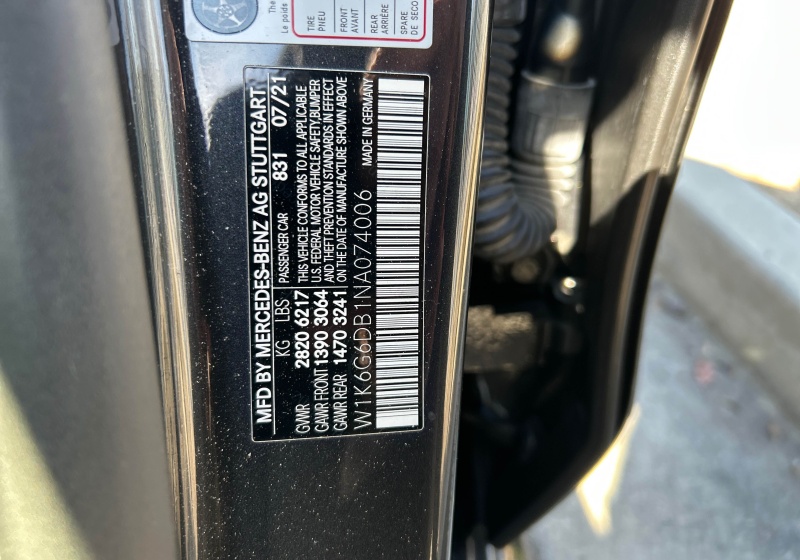 The
Le poids
TIRE
PNEU
FRONT
AVANT
REAR
ARRIÈRE
SPARE
DE SECO
MFD BY MERCEDES-BENZ AG STUTTGART
KG LBS PASSENGER CAR 831 07/21
GVWR 2820 6217
GAWR FRONT 1390 3064
GAWR REAR 1470 3241
THIS VEHICLE CONFORMS TO ALL APPLICABLE
U.S. FEDERAL MOTOR VEHICLE SAFETY,BUMPER
AND THEFT PREVENTION STANDARDS IN EFFECT
ON THE DATE OF MANUFACTURE SHOWN ABOVE
W1K6G6DB1NA074006 MADE IN GERMANY